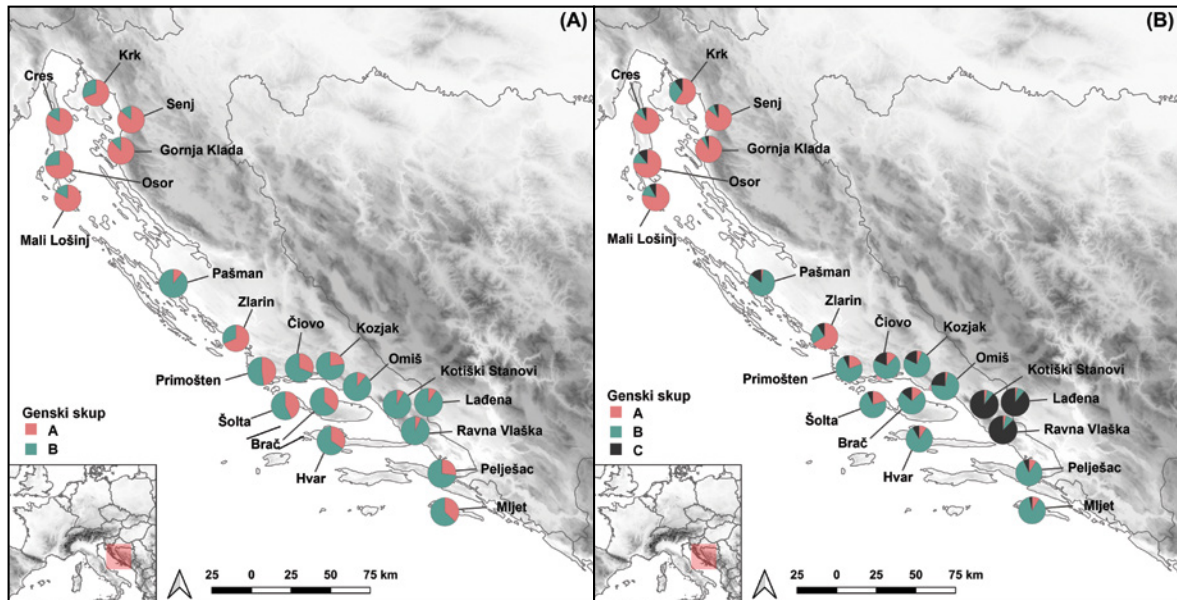 (A)
Krk
Cres
Senj
Gornja Klada
Osor
Mali Lošinj
Pašman
Zlarin
Čiovo
Kozjak
Omiš
Primošten
Kotiški Stanovi
Lađena
Šolta
Ravna Vlaška
Brač
Hvar
Pelješac
Mljet
Genski skup
A
B
25 0 25 50 75 km
(B)
Krk
Cres
Senj
Gornja Klada
Osor
Mali Lošinj
Pašman
Zlarin
Čiovo
Kozjak
Omiš
Primošten
Kotiški Stanovi
Lađena
Šolta
Ravna Vlaška
Brač
Hvar
Pelješac
Mljet
Genski skup
A
B
C
25 0 25 50 75 km